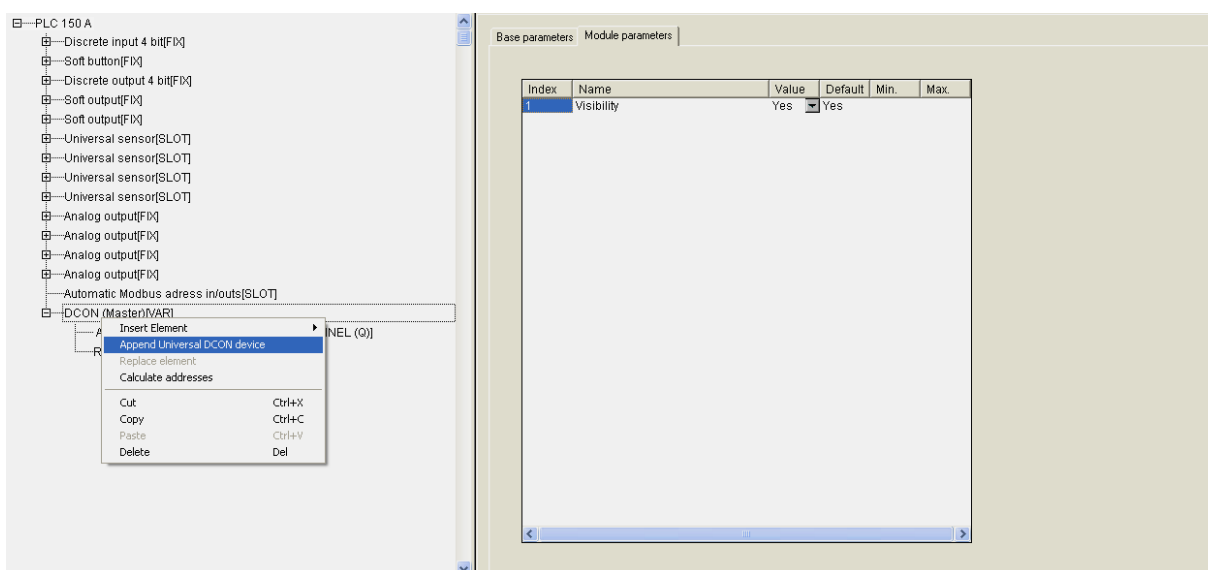 PLC 150 A
Discrete input 4 bit[FIX]
Soft button[FIX]
Discrete output 4 bit[FIX]
Soft output[FIX]
Soft output[FIX]
Universal sensor[SLOT]
Universal sensor[SLOT]
Universal sensor[SLOT]
Universal sensor[SLOT]
Analog output[FIX]
Analog output[FIX]
Analog output[FIX]
Analog output[FIX]
Automatic Modbus adress in/outs[SLOT]
DCON (Master)[VAR]
A
NEL (Q)]
R
Insert Element
Append Universal DCON device
Replace element
Calculate addresses
Cut Ctrl+X
Copy Ctrl+C
Paste Ctrl+V
Delete Del
Base parameters Module parameters
Index Name Value Default Min. Max.
1 Visibility Yes Yes